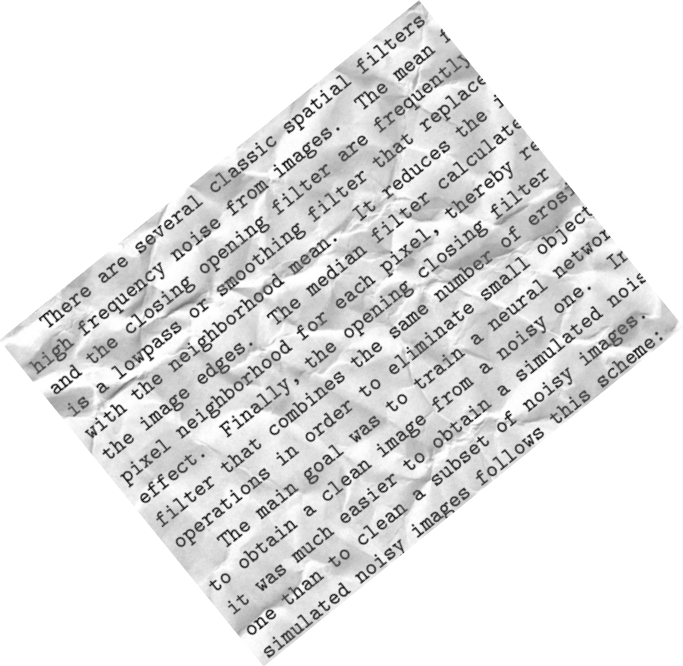 There are several classic spatial filters
high frequency noise from images. The mean
and the closing opening filter are frequently
is a lowpass or smoothing filter that replace
with the neighborhood mean. It reduces the
the image edges. The median filter calculate
pixel neighborhood for each pixel, thereby
effect. Finally, the opening closing filter
filter that combines the same number of
operations in order to eliminate small object
The main goal was to train a neural networ
to obtain a clean image from a noisy one. In
it was much easier to obtain a simulated nois
one than to clean a subset of noisy images.
simulated noisy images follows this scheme.